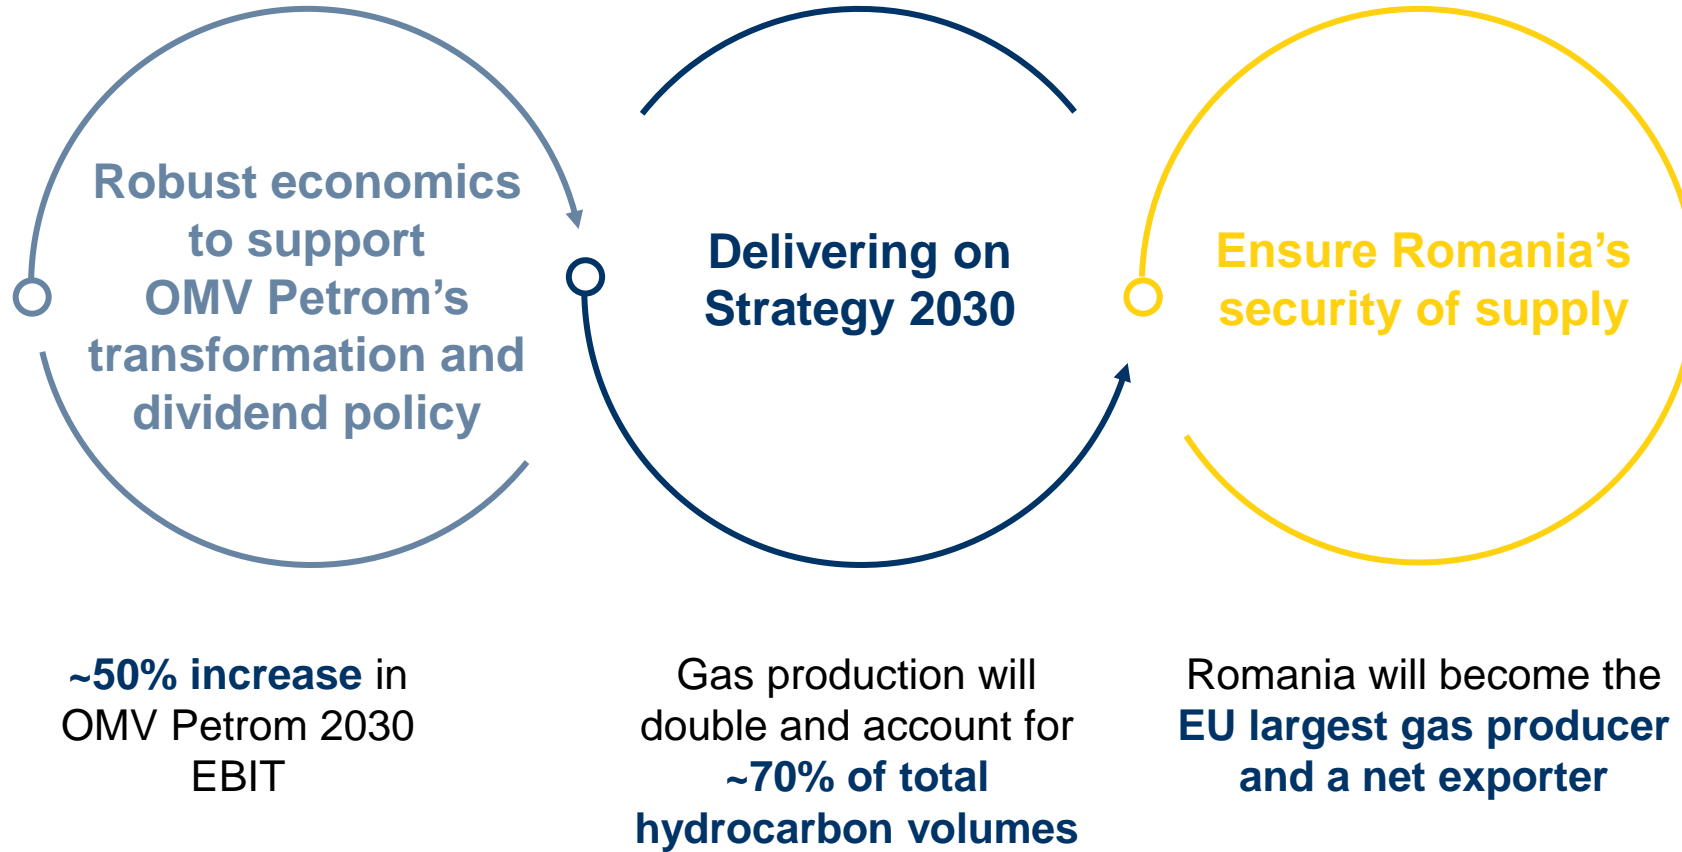 Robust economics
to support
OMV Petrom’s
transformation and
dividend policy
Delivering on
Strategy 2030
Ensure Romania’s
security of supply
~50% increase in
OMV Petrom 2030
EBIT
Gas production will
double and account for
~70% of total
hydrocarbon volumes
Romania will become the
EU largest gas producer
and a net exporter